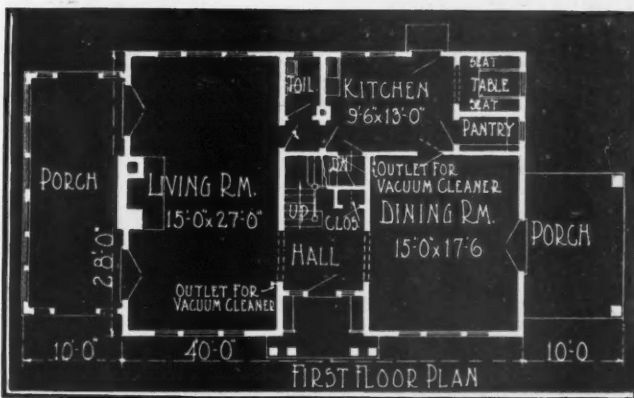 SEAT
TOIL.
KITCHEN
TABLE
9'6"x13'-0"
SEAT
PANTRY
DN.
OUTLET FOR
VACUUM CLEANER
PORCH
LIVING RM.
15'-0"x27'-0"
UP
CLOS.
DINING RM.
15'-0"x17'-6
PORCH
HALL
28'-0"
OUTLET FOR
VACUUM CLEANER
10'-0"
40'-0"
10'-0
FIRST FLOOR PLAN